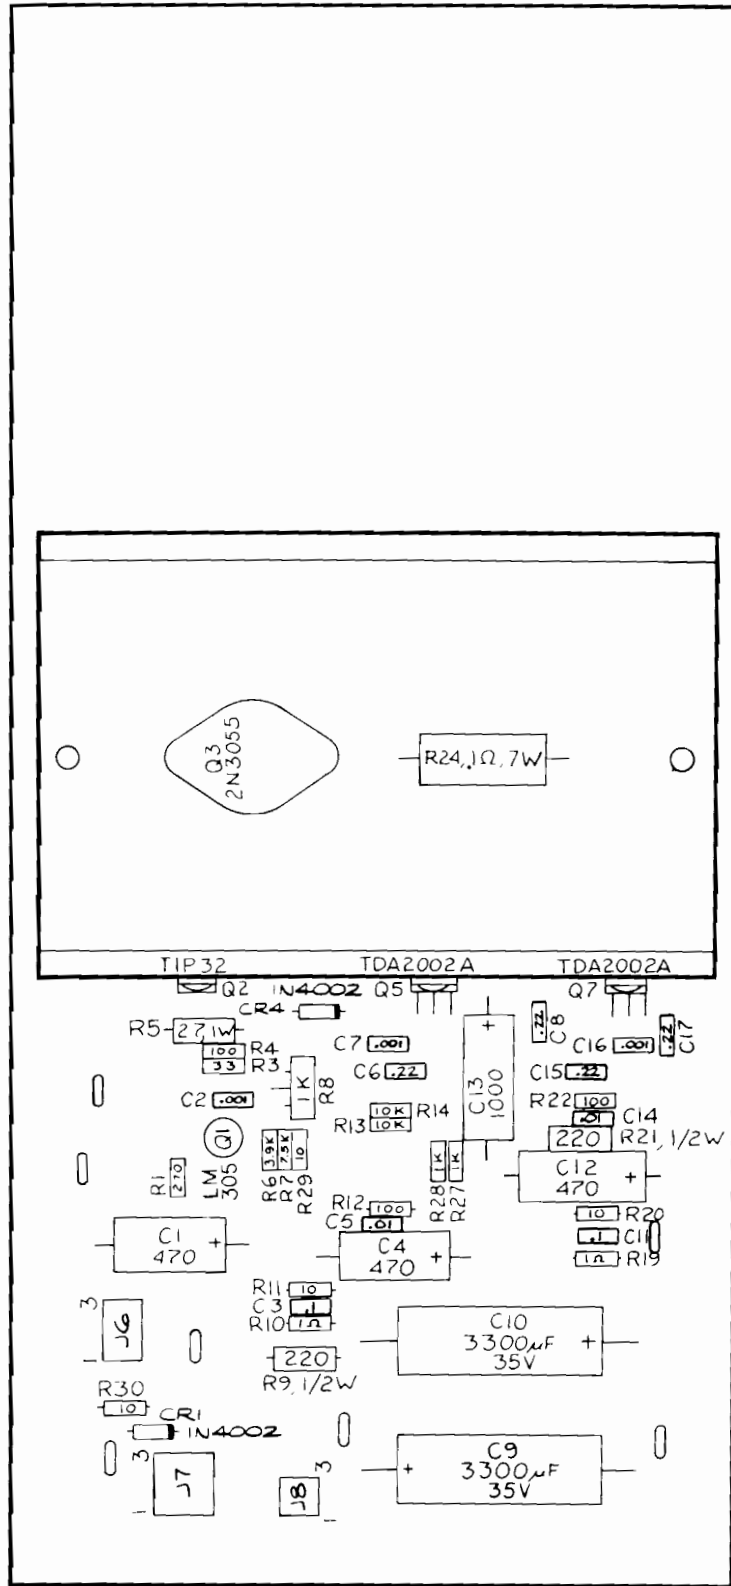 Q3
2N3055
R24,.1Ω,7W
TIP32
TDA2002A
TDA2002A
Q2
1N4002
Q5
Q7
CR4
R5
27,1W
C7
.001
.22
C8
C16
.001
.22
C17
100
R4
33
R3
C6
.22
C15
.22
1K
R8
C13
1000
C2
.001
10K
R14
R13
10K
R22
100
.01
C14
Q1
LM
305
220
R21,1/2W
R1
270
3.9K
7.5K
10
R6
R7
R29
1K
1K
R28
R27
C12
470
R12
100
C5
.01
10
R20
.1
C11
1Ω
R19
C1
470
C4
470
R11
10
C3
.1
R10
1Ω
3
J6
1
C10
3300µF
35V
220
R9,1/2W
R30
10
CR1
1N4002
3
J7
1
3
J8
1
C9
3300µF
35V